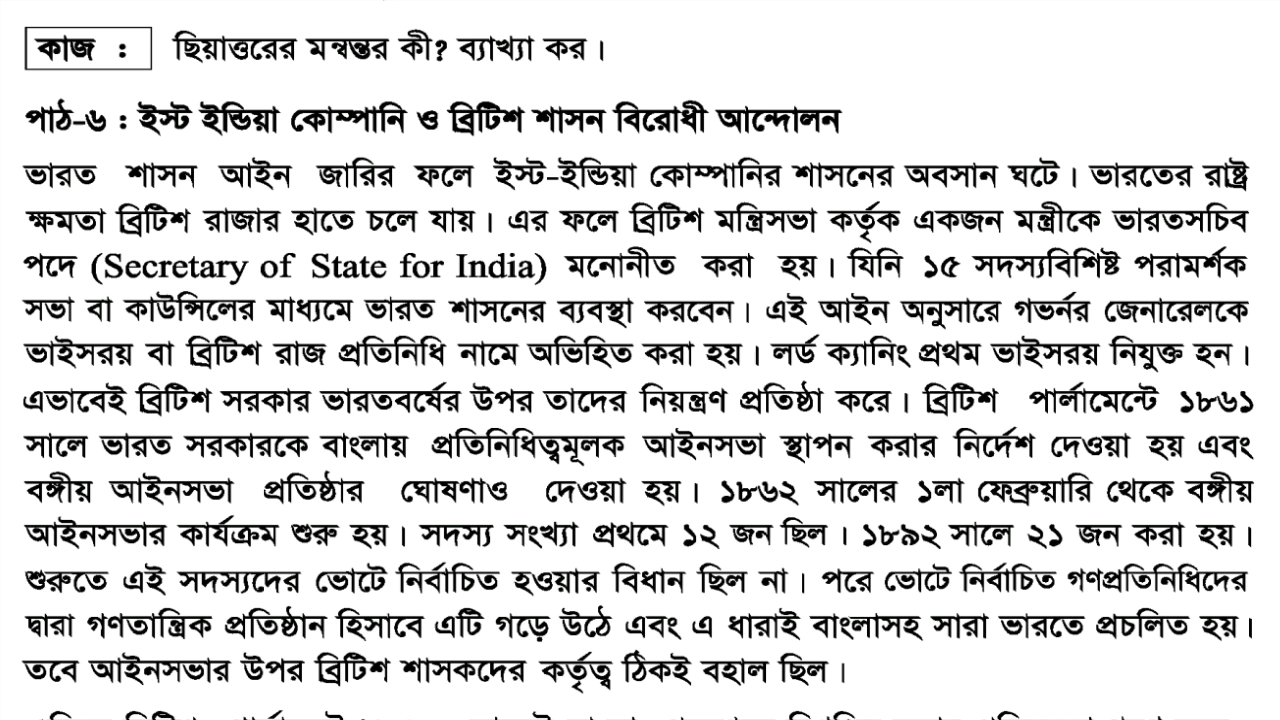 কাজ : ছিয়াত্তরের মন্বন্তর কী? ব্যাখ্যা কর।
পাঠ-৬ : ইস্ট ইন্ডিয়া কোম্পানি ও ব্রিটিশ শাসন বিরোধী আন্দোলন
ভারত শাসন আইন জারির ফলে ইস্ট-ইন্ডিয়া কোম্পানির শাসনের অবসান ঘটে। ভারতের রাষ্ট্র
ক্ষমতা ব্রিটিশ রাজার হাতে চলে যায়। এর ফলে ব্রিটিশ মন্ত্রিসভা কর্তৃক একজন মন্ত্রীকে ভারতসচিব
পদে (Secretary of State for India) মনোনীত করা হয়। যিনি ১৫ সদস্যবিশিষ্ট পরামর্শক
সভা বা কাউন্সিলের মাধ্যমে ভারত শাসনের ব্যবস্থা করবেন। এই আইন অনুসারে গভর্নর জেনারেলকে
ভাইসরয় বা ব্রিটিশ রাজ প্রতিনিধি নামে অভিহিত করা হয়। লর্ড ক্যানিং প্রথম ভাইসরয় নিযুক্ত হন।
এভাবেই ব্রিটিশ সরকার ভারতবর্ষের উপর তাদের নিয়ন্ত্রণ প্রতিষ্ঠা করে। ব্রিটিশ পার্লামেন্টে ১৮৬১
সালে ভারত সরকারকে বাংলায় প্রতিনিধিত্বমূলক আইনসভা স্থাপন করার নির্দেশ দেওয়া হয় এবং
বঙ্গীয় আইনসভা প্রতিষ্ঠার ঘোষণাও দেওয়া হয়। ১৮৬২ সালের ১লা ফেব্রুয়ারি থেকে বঙ্গীয়
আইনসভার কার্যক্রম শুরু হয়। সদস্য সংখ্যা প্রথমে ১২ জন ছিল। ১৮৯২ সালে ২১ জন করা হয়।
শুরুতে এই সদস্যদের ভোটে নির্বাচিত হওয়ার বিধান ছিল না। পরে ভোটে নির্বাচিত গণপ্রতিনিধিদের
দ্বারা গণতান্ত্রিক প্রতিষ্ঠান হিসাবে এটি গড়ে উঠে এবং এ ধারাই বাংলাসহ সারা ভারতে প্রচলিত হয়।
তবে আইনসভার উপর ব্রিটিশ শাসকদের কর্তৃত্ব ঠিকই বহাল ছিল।